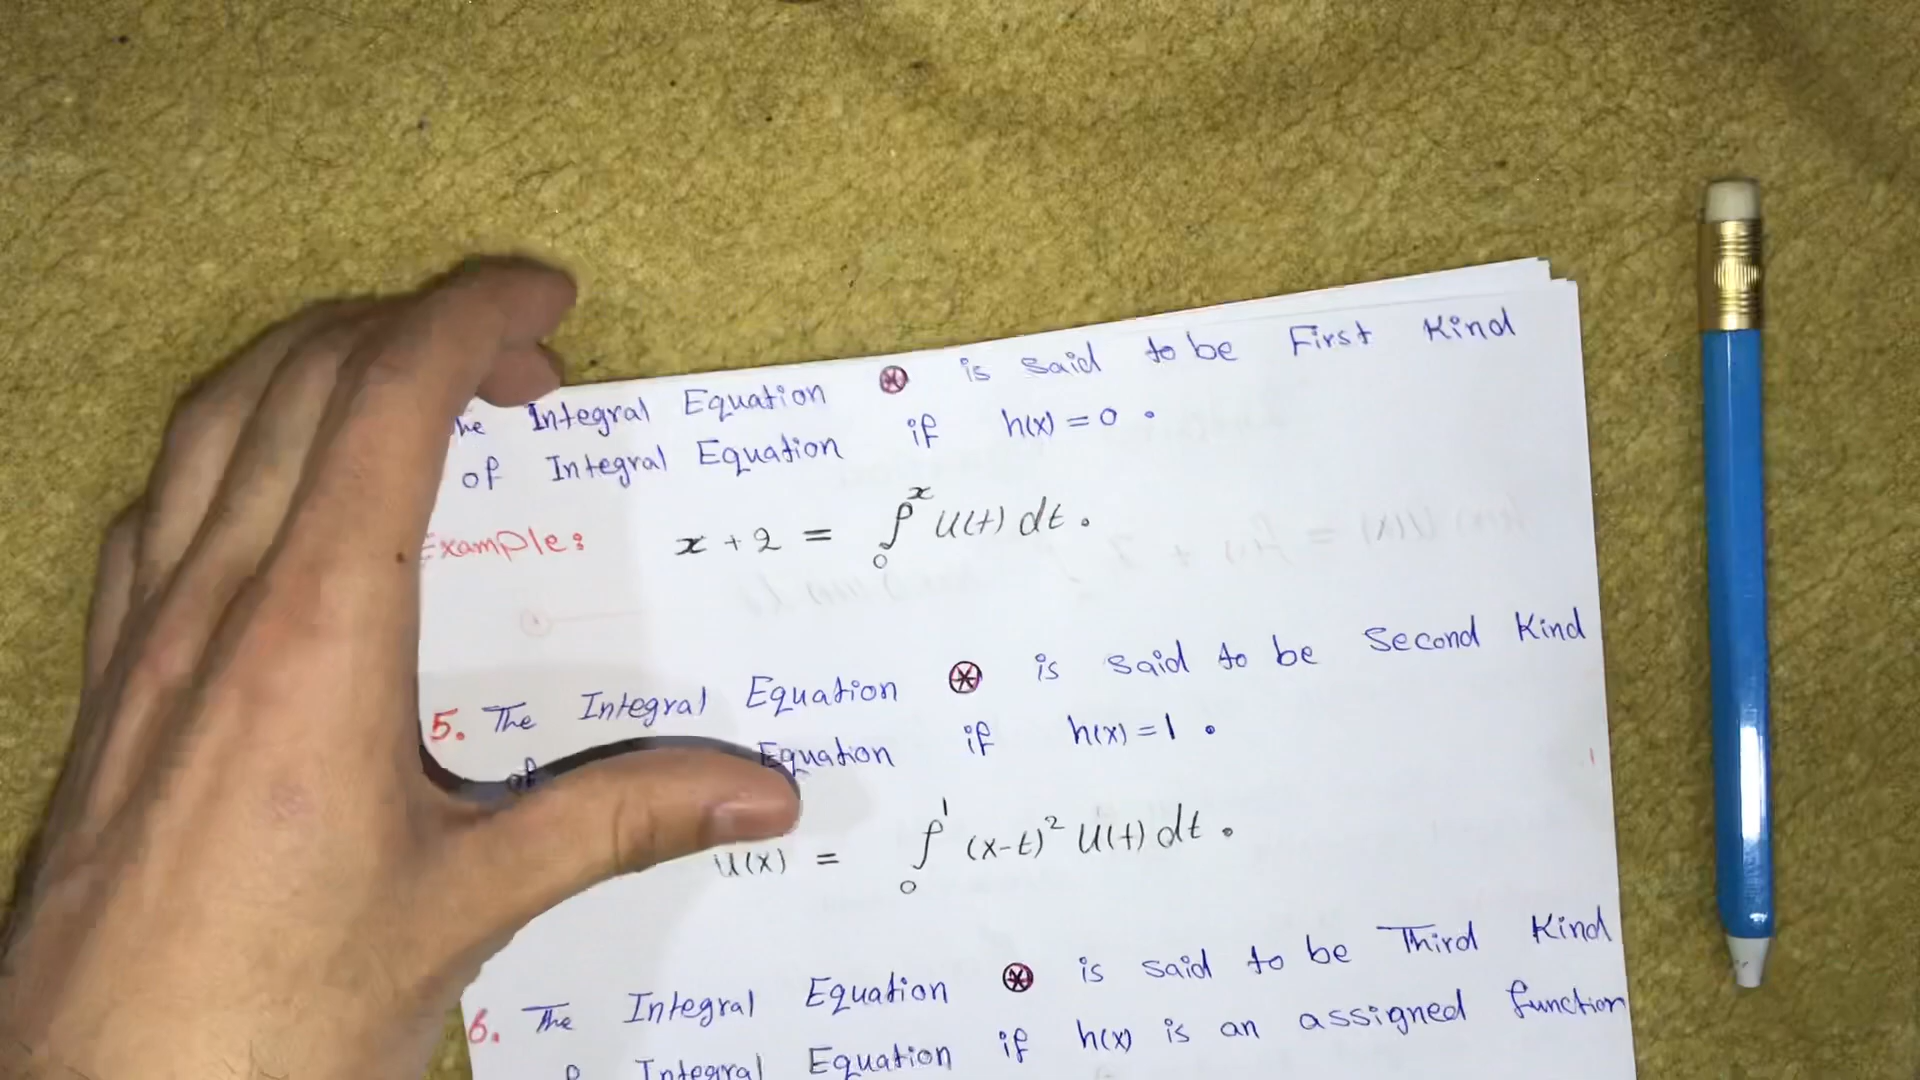 he Integral Equation ⊛ is said to be First Kind
of Integral Equation if h(x) = 0 .
Example: x + 2 = ∫₀ˣ u(t) dt .
5. The Integral Equation ⊛ is said to be Second Kind
of Equation if h(x) = 1 .
u(x) = ∫₀¹ (x-t)² u(t) dt .
6. The Integral Equation ⊛ is said to be Third Kind
Integral Equation if h(x) is an assigned function